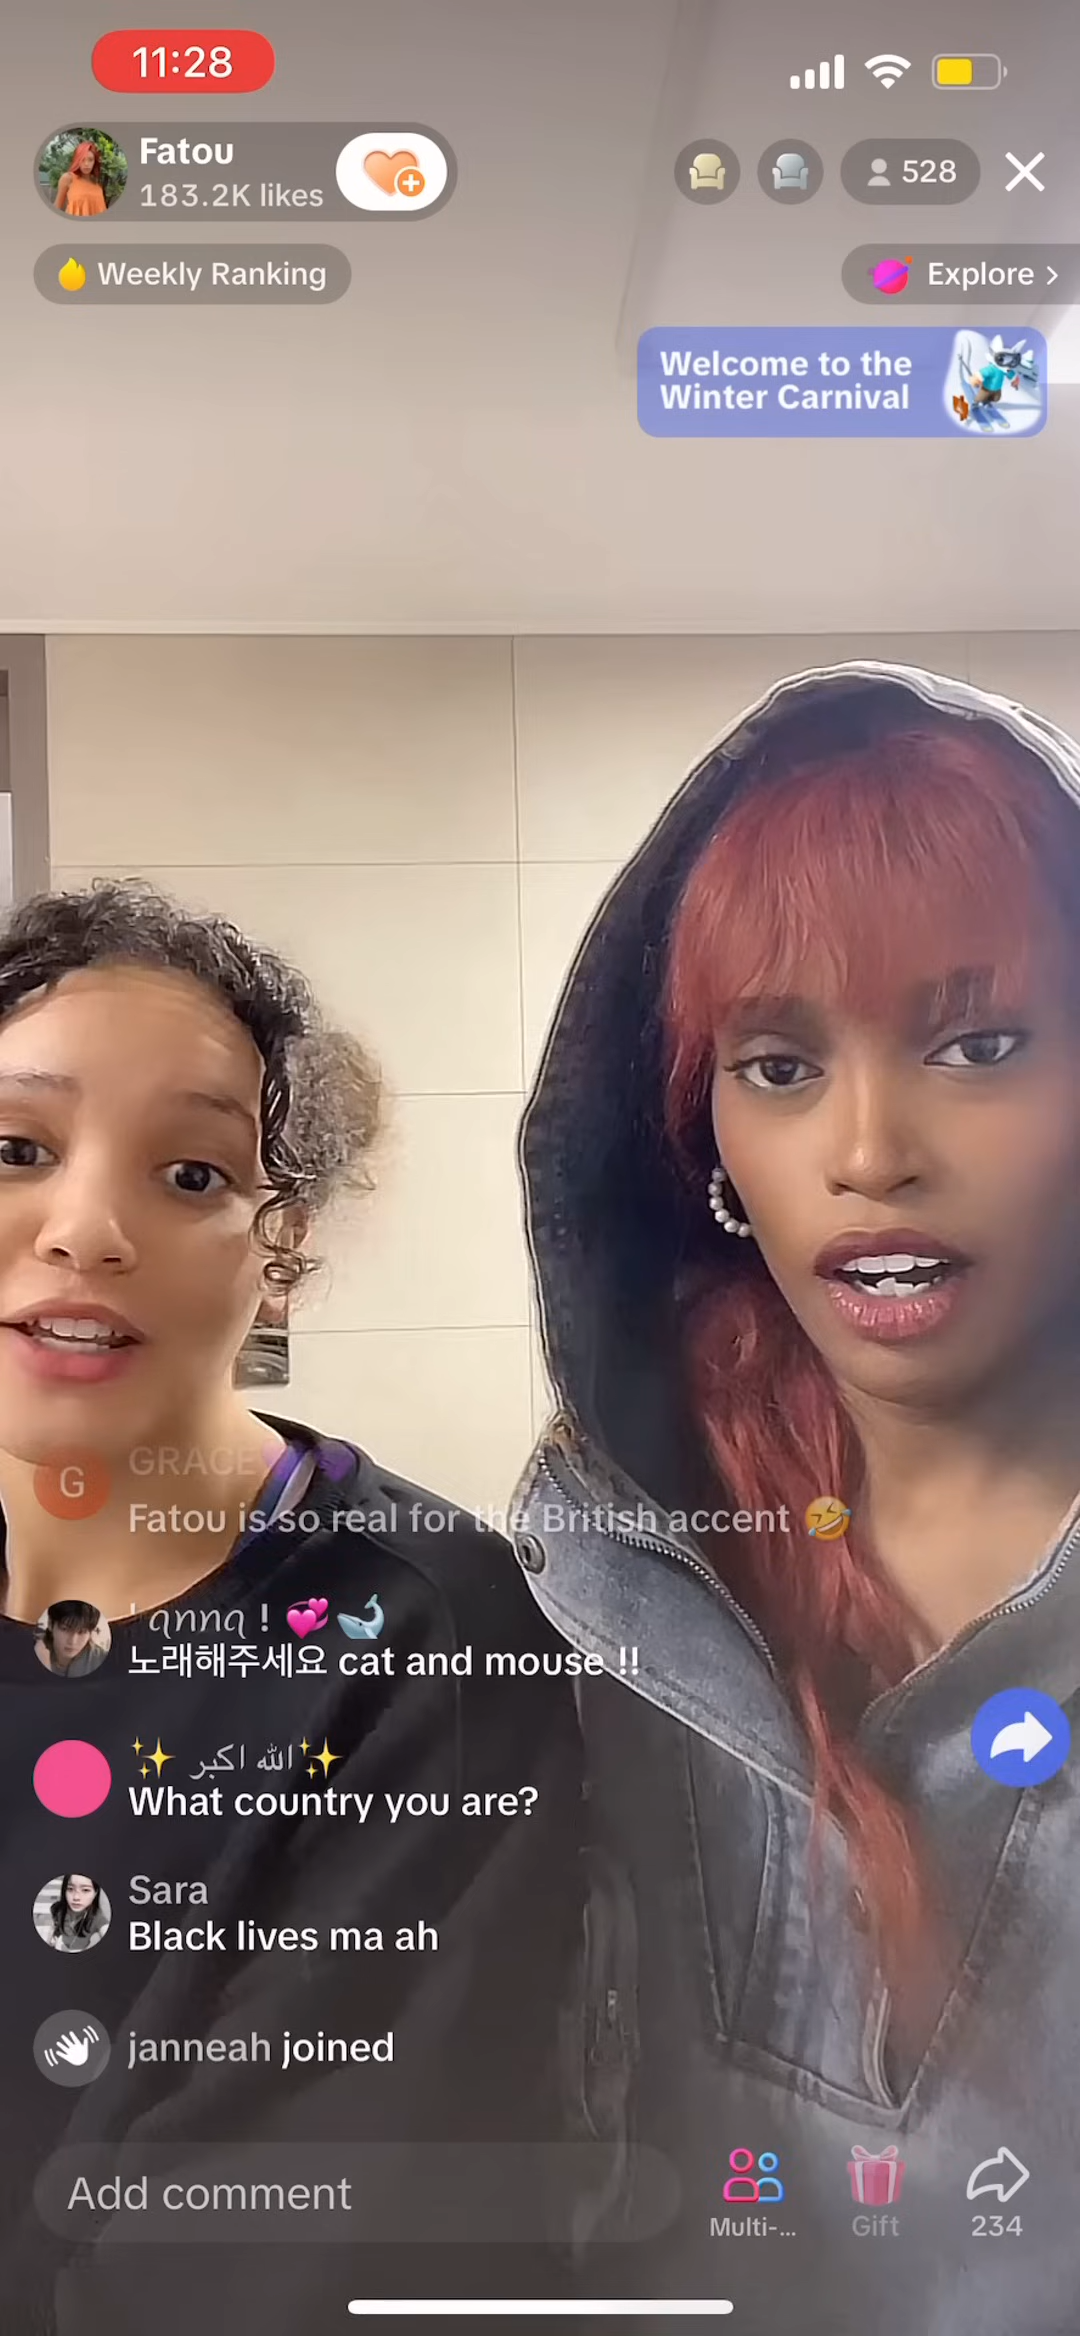 11:28
Fatou
183.2K likes
528
Weekly Ranking
Explore
Welcome to the
Winter Carnival
G
GRACE
Fatou is so real for the British accent 🤣
anna ! 💞🐳
노래해주세요 cat and mouse !!
✨الله اكبر ✨
What country you are?
Sara
Black lives ma ah
janneah joined
Add comment
Multi-...
Gift
234